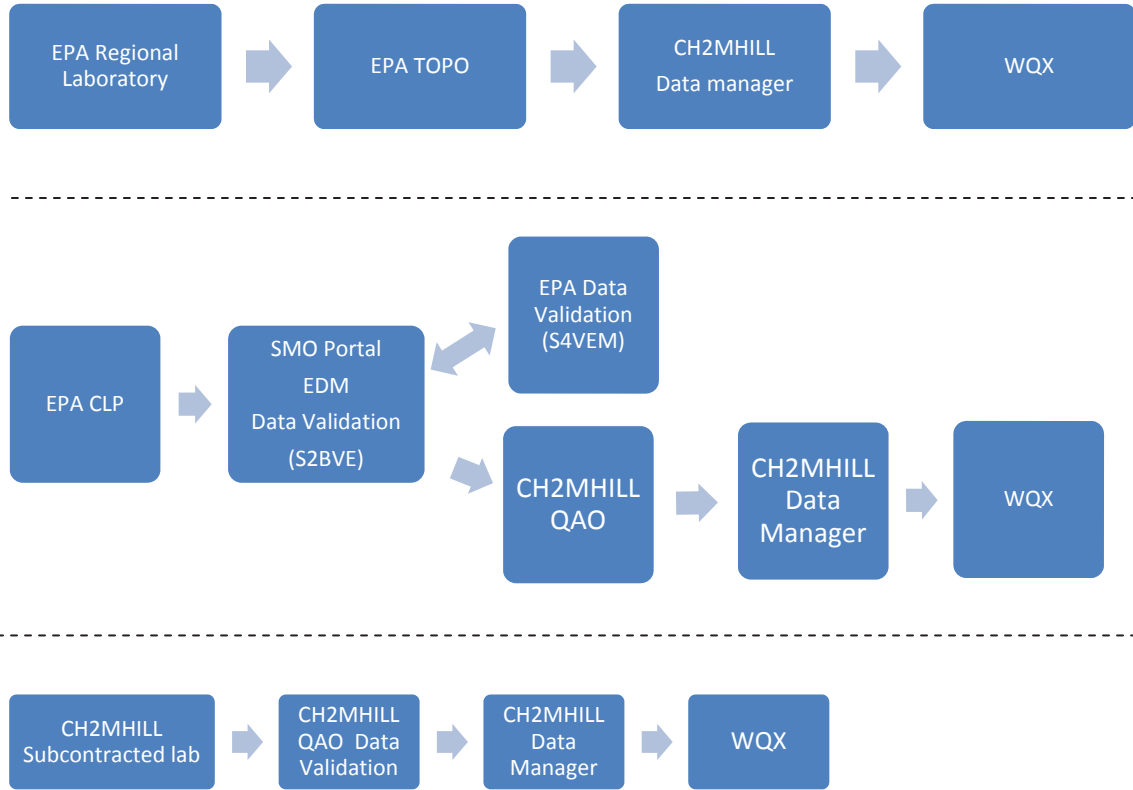 EPA Regional
Laboratory
EPA TOPO
CH2MHILL
Data manager
WQX
EPA CLP
SMO Portal
EDM
Data Validation
(S2BVE)
EPA Data
Validation
(S4VEM)
CH2MHILL
QAO
CH2MHILL
Data
Manager
WQX
CH2MHILL
Subcontracted lab
CH2MHILL
QAO Data
Validation
CH2MHILL
Data
Manager
WQX